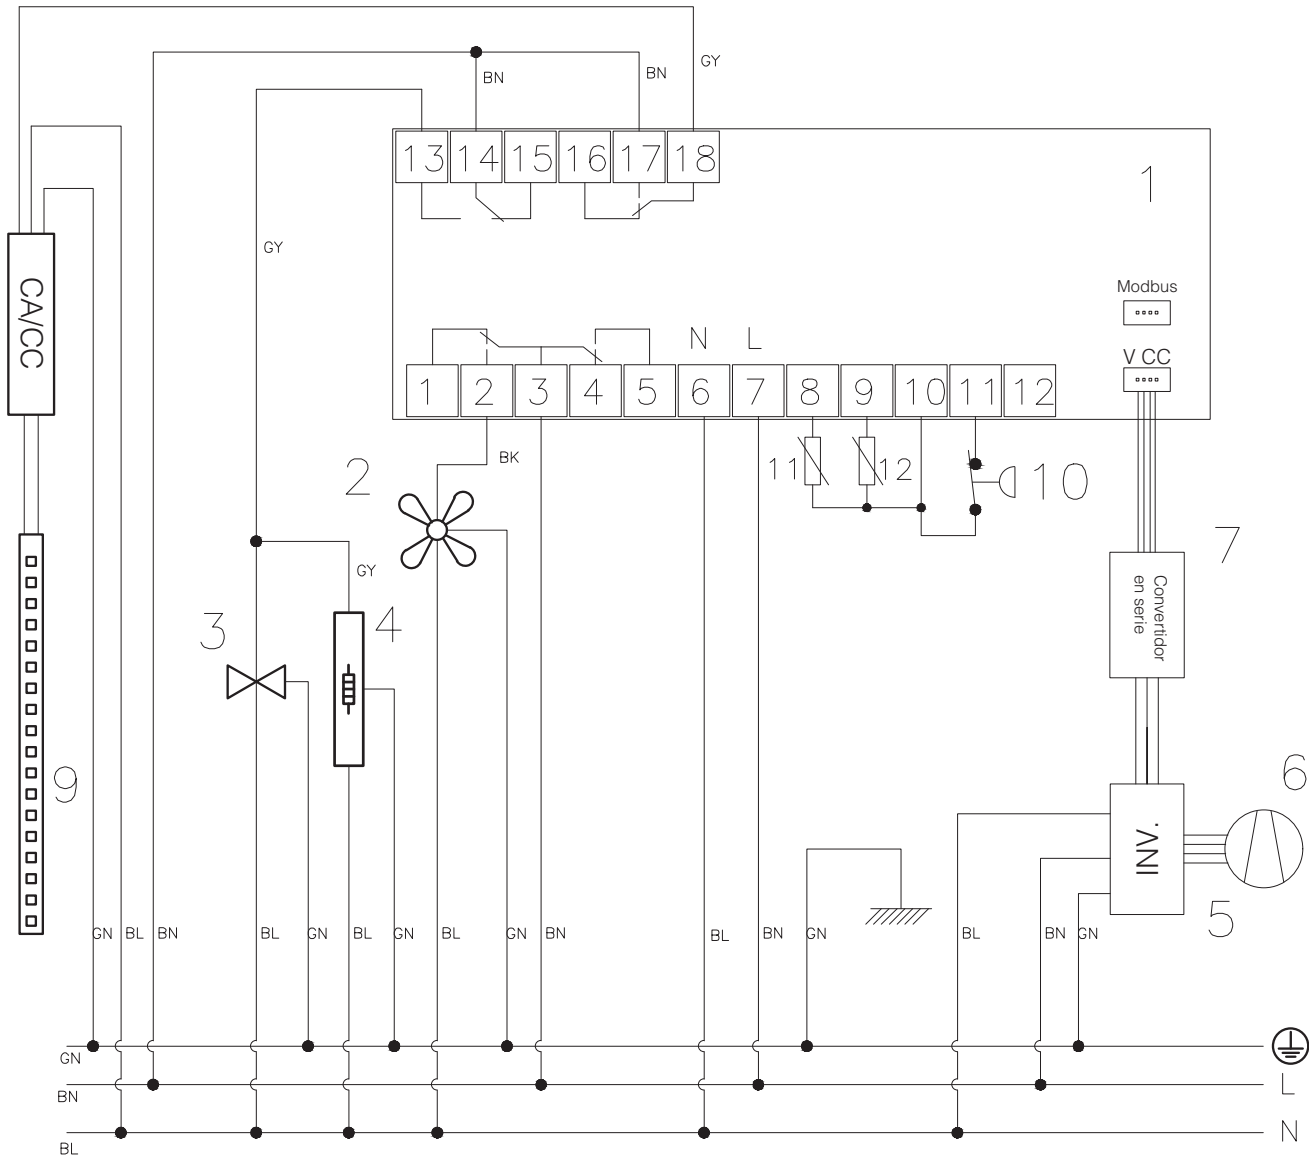 GY
BN
BN
13 14 15 16 17 18
1
GY
CA/CC
Modbus
N L
V CC
1 2 3 4 5 6 7 8 9 10 11 12
2
BK
11
12
10
7
GY
Convertidor
en serie
3
4
9
6
INV.
5
GN BL BN BL GN BL GN BL GN BN BL BN GN BL BN GN
GN
BN
L
BL
N